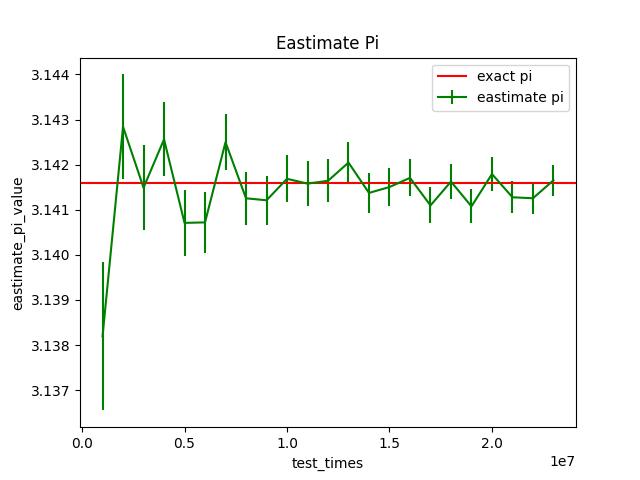 Eastimate Pi
exact pi
eastimate pi
eastimate_pi_value
3.144
3.143
3.142
3.141
3.140
3.139
3.138
3.137
0.0 0.5 1.0 1.5 2.0
1e7
test_times